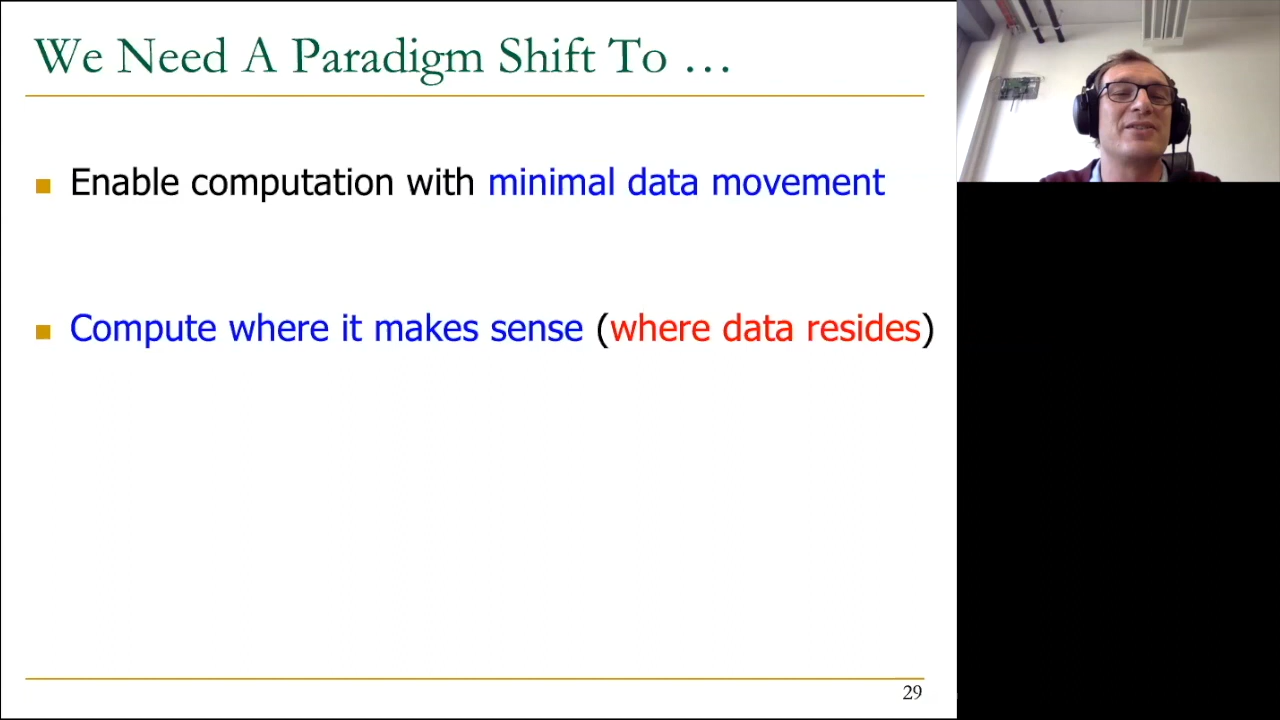 We Need A Paradigm Shift To …
Enable computation with minimal data movement
Compute where it makes sense (where data resides)
29